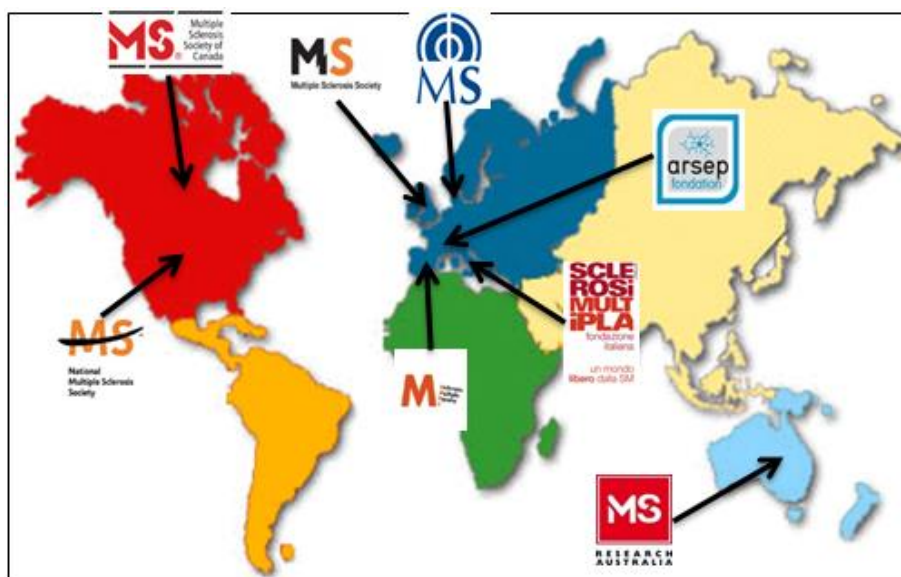 MS
Multiple
Sclerosis
Society of
Canada
MS
Multiple Sclerosis Society
MS
arsep
fondation
SCLE
ROSi
MULT
iPLA
fondazione
italiana
un mondo
libero dalla SM
MS
National
Multiple Sclerosis
Society
M
MS
RESEARCH
AUSTRALIA